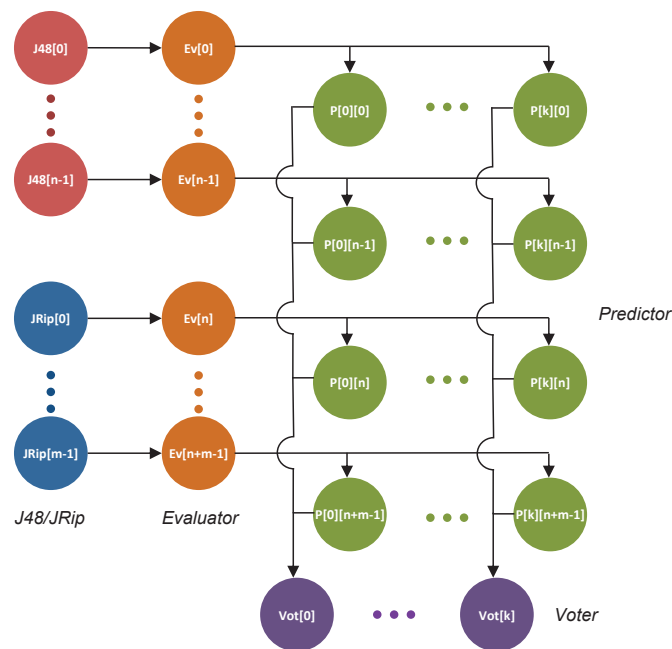 J48[0]
Ev[0]
P[0][0]
P[k][0]
J48[n-1]
Ev[n-1]
P[0][n-1]
P[k][n-1]
JRip[0]
Ev[n]
Predictor
P[0][n]
P[k][n]
JRip[m-1]
Ev[n+m-1]
J48/JRip
Evaluator
P[0][n+m-1]
P[k][n+m-1]
Vot[0]
Vot[k]
Voter